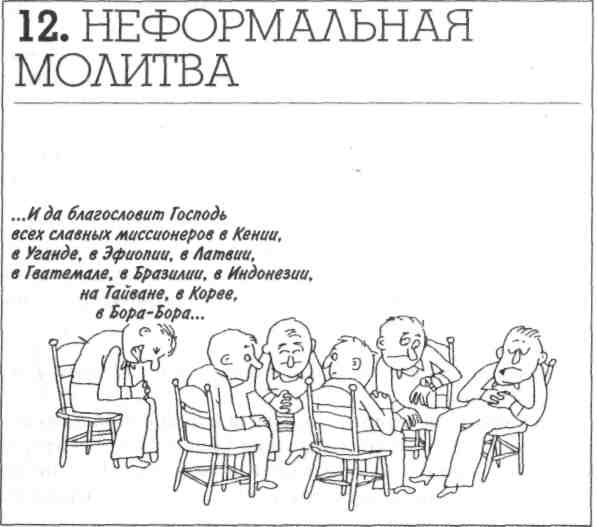 12. НЕФОРМАЛЬНАЯ
МОЛИТВА
...И да благословит Господь
всех славных миссионеров в Кении,
в Уганде, в Эфиопии, в Латвии,
в Гватемале, в Бразилии, в Индонезии,
на Тайване, в Корее,
в Бора-Бора...